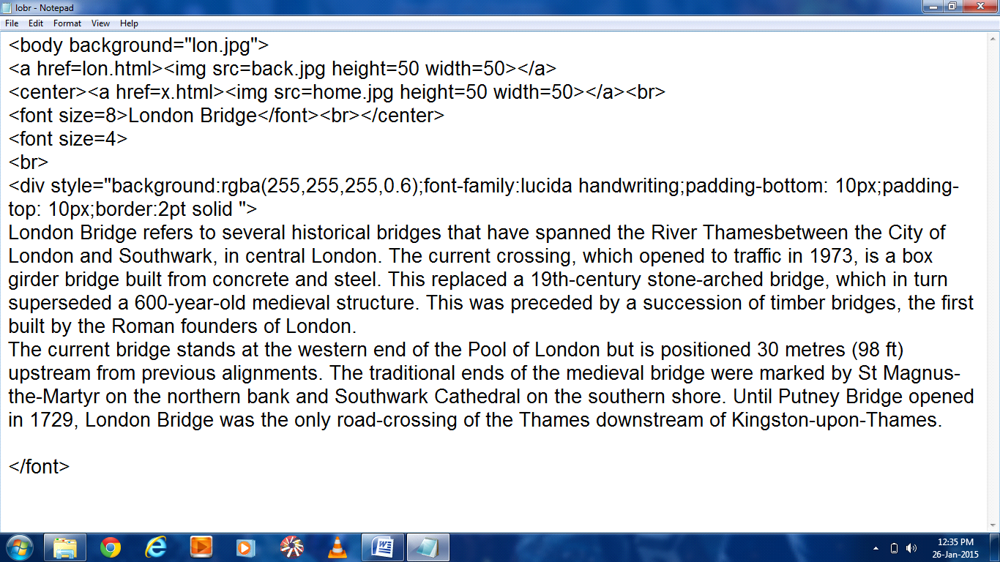 lobr - Notepad
File Edit Format View Help
<body background="lon.jpg">
<a href=lon.html><img src=back.jpg height=50 width=50></a>
<center><a href=x.html><img src=home.jpg height=50 width=50></a><br>
<font size=8>London Bridge</font><br></center>
<font size=4>
<br>
<div style="background:rgba(255,255,255,0.6);font-family:lucida handwriting;padding-bottom: 10px;padding-
top: 10px;border:2pt solid ">
London Bridge refers to several historical bridges that have spanned the River Thamesbetween the City of
London and Southwark, in central London. The current crossing, which opened to traffic in 1973, is a box
girder bridge built from concrete and steel. This replaced a 19th-century stone-arched bridge, which in turn
superseded a 600-year-old medieval structure. This was preceded by a succession of timber bridges, the first
built by the Roman founders of London.
The current bridge stands at the western end of the Pool of London but is positioned 30 metres (98 ft)
upstream from previous alignments. The traditional ends of the medieval bridge were marked by St Magnus-
the-Martyr on the northern bank and Southwark Cathedral on the southern shore. Until Putney Bridge opened
in 1729, London Bridge was the only road-crossing of the Thames downstream of Kingston-upon-Thames.
</font>
12:35 PM
26-Jan-2015